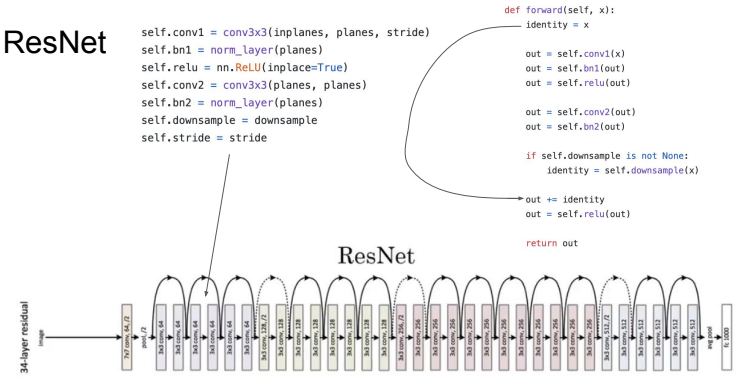 ResNet
self.conv1 = conv3x3(inplanes, planes, stride)
self.bn1 = norm_layer(planes)
self.relu = nn.ReLU(inplace=True)
self.conv2 = conv3x3(planes, planes)
self.bn2 = norm_layer(planes)
self.downsample = downsample
self.stride = stride
def forward(self, x):
identity = x
out = self.conv1(x)
out = self.bn1(out)
out = self.relu(out)
out = self.conv2(out)
out = self.bn2(out)
if self.downsample is not None:
identity = self.downsample(x)
out += identity
out = self.relu(out)
return out
ResNet
34-layer residual
image
7x7 conv, 64, /2
pool, /2
3x3 conv, 64
3x3 conv, 64
3x3 conv, 64
3x3 conv, 64
3x3 conv, 64
3x3 conv, 64
3x3 conv, 128, /2
3x3 conv, 128
3x3 conv, 128
3x3 conv, 128
3x3 conv, 128
3x3 conv, 128
3x3 conv, 128
3x3 conv, 128
3x3 conv, 256, /2
3x3 conv, 256
3x3 conv, 256
3x3 conv, 256
3x3 conv, 256
3x3 conv, 256
3x3 conv, 256
3x3 conv, 256
3x3 conv, 256
3x3 conv, 256
3x3 conv, 256
3x3 conv, 256
3x3 conv, 512, /2
3x3 conv, 512
3x3 conv, 512
3x3 conv, 512
3x3 conv, 512
3x3 conv, 512
avg pool
fc 1000